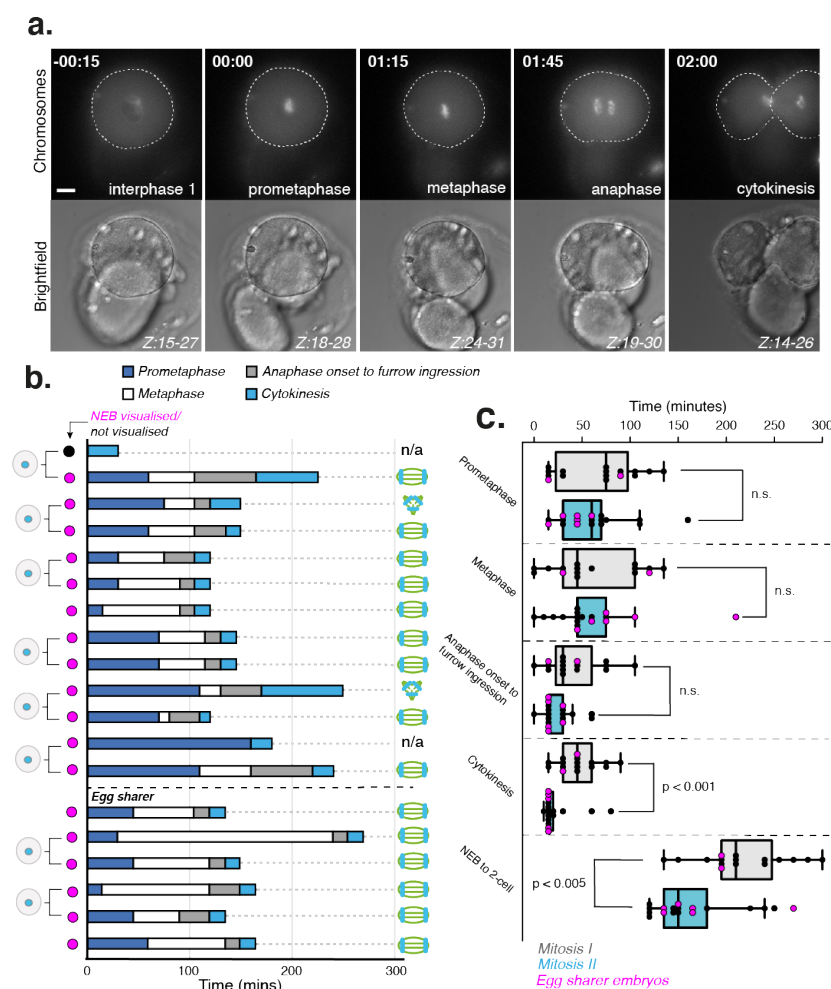 a.
Chromosomes
-00:15
00:00
01:15
01:45
02:00
interphase 1
prometaphase
metaphase
anaphase
cytokinesis
Brightfield
Z:15-27
Z:18-28
Z:24-31
Z:19-30
Z:14-26
b.
Prometaphase
Anaphase onset to furrow ingression
Metaphase
Cytokinesis
NEB visualised/
not visualised
n/a
n/a
Egg sharer
0
100
200
300
Time (mins)
c.
Time (minutes)
0
50
100
150
200
250
300
Prometaphase
n.s.
Metaphase
n.s.
Anaphase onset to
furrow ingression
n.s.
Cytokinesis
p < 0.001
NEB to 2-cell
p < 0.005
Mitosis I
Mitosis II
Egg sharer embryos